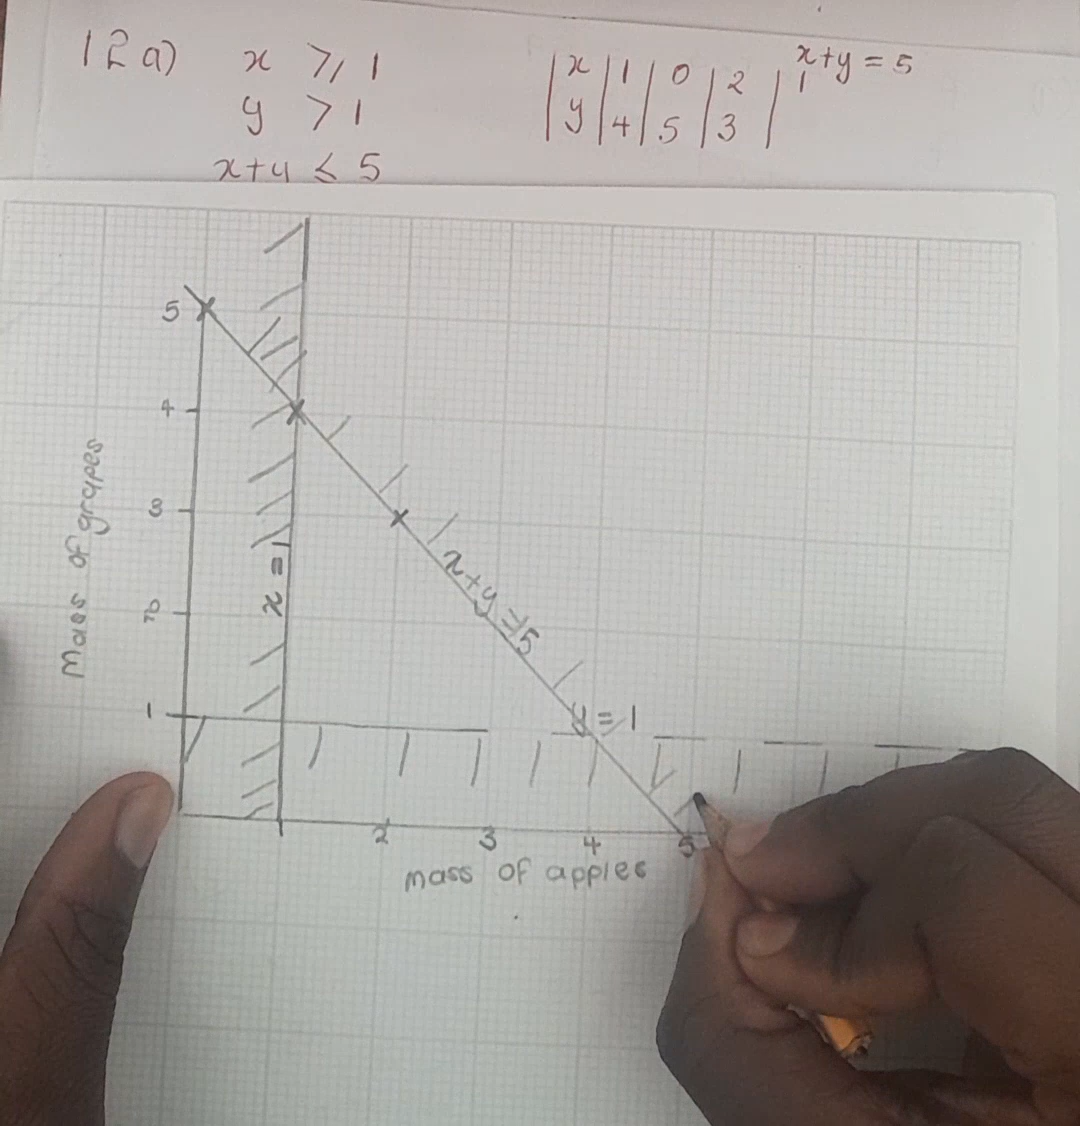 12 a) x ≥ 1
y > 1
x+y ≤ 5
x+y = 5
| x | 1 | 0 | 2 |
| y | 4 | 5 | 3 |
5
4
3
2
1
Mass of grapes
x = 1
x+y=5
y = 1
2 3 4 5
mass of apples